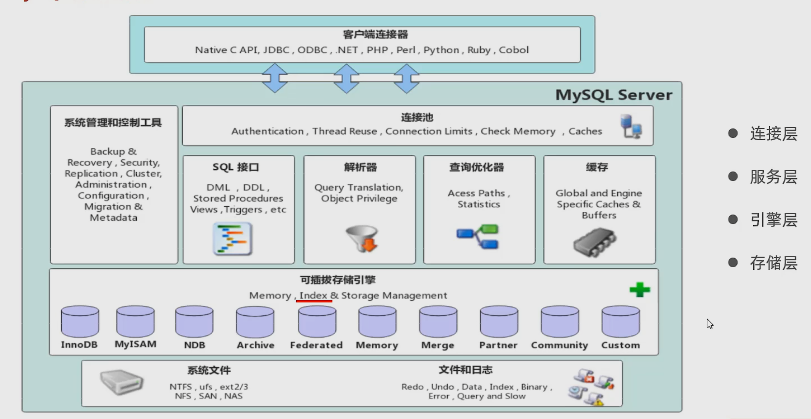 客户端连接器
Native C API, JDBC , ODBC , .NET , PHP , Perl , Python , Ruby , Cobol
MySQL Server
系统管理和控制工具
Backup &
Recovery , Security,
Replication , Cluster,
Administration ,
Configuration ,
Migration &
Metadata
连接池
Authentication , Thread Reuse , Connection Limits , Check Memory , Caches
SQL 接口
DML , DDL ,
Stored Procedures
Views ,Triggers , etc
解析器
Query Translation,
Object Privilege
查询优化器
Acess Paths ,
Statistics
缓存
Global and Engine
Specific Caches &
Buffers
可插拔存储引擎
Memory , Index & Storage Management
InnoDB
MyISAM
NDB
Archive
Federated
Memory
Merge
Partner
Community
Custom
系统文件
NTFS , ufs , ext2/3
NFS , SAN , NAS
文件和日志
Redo , Undo , Data , Index , Binary ,
Error , Query and Slow
连接层
服务层
引擎层
存储层